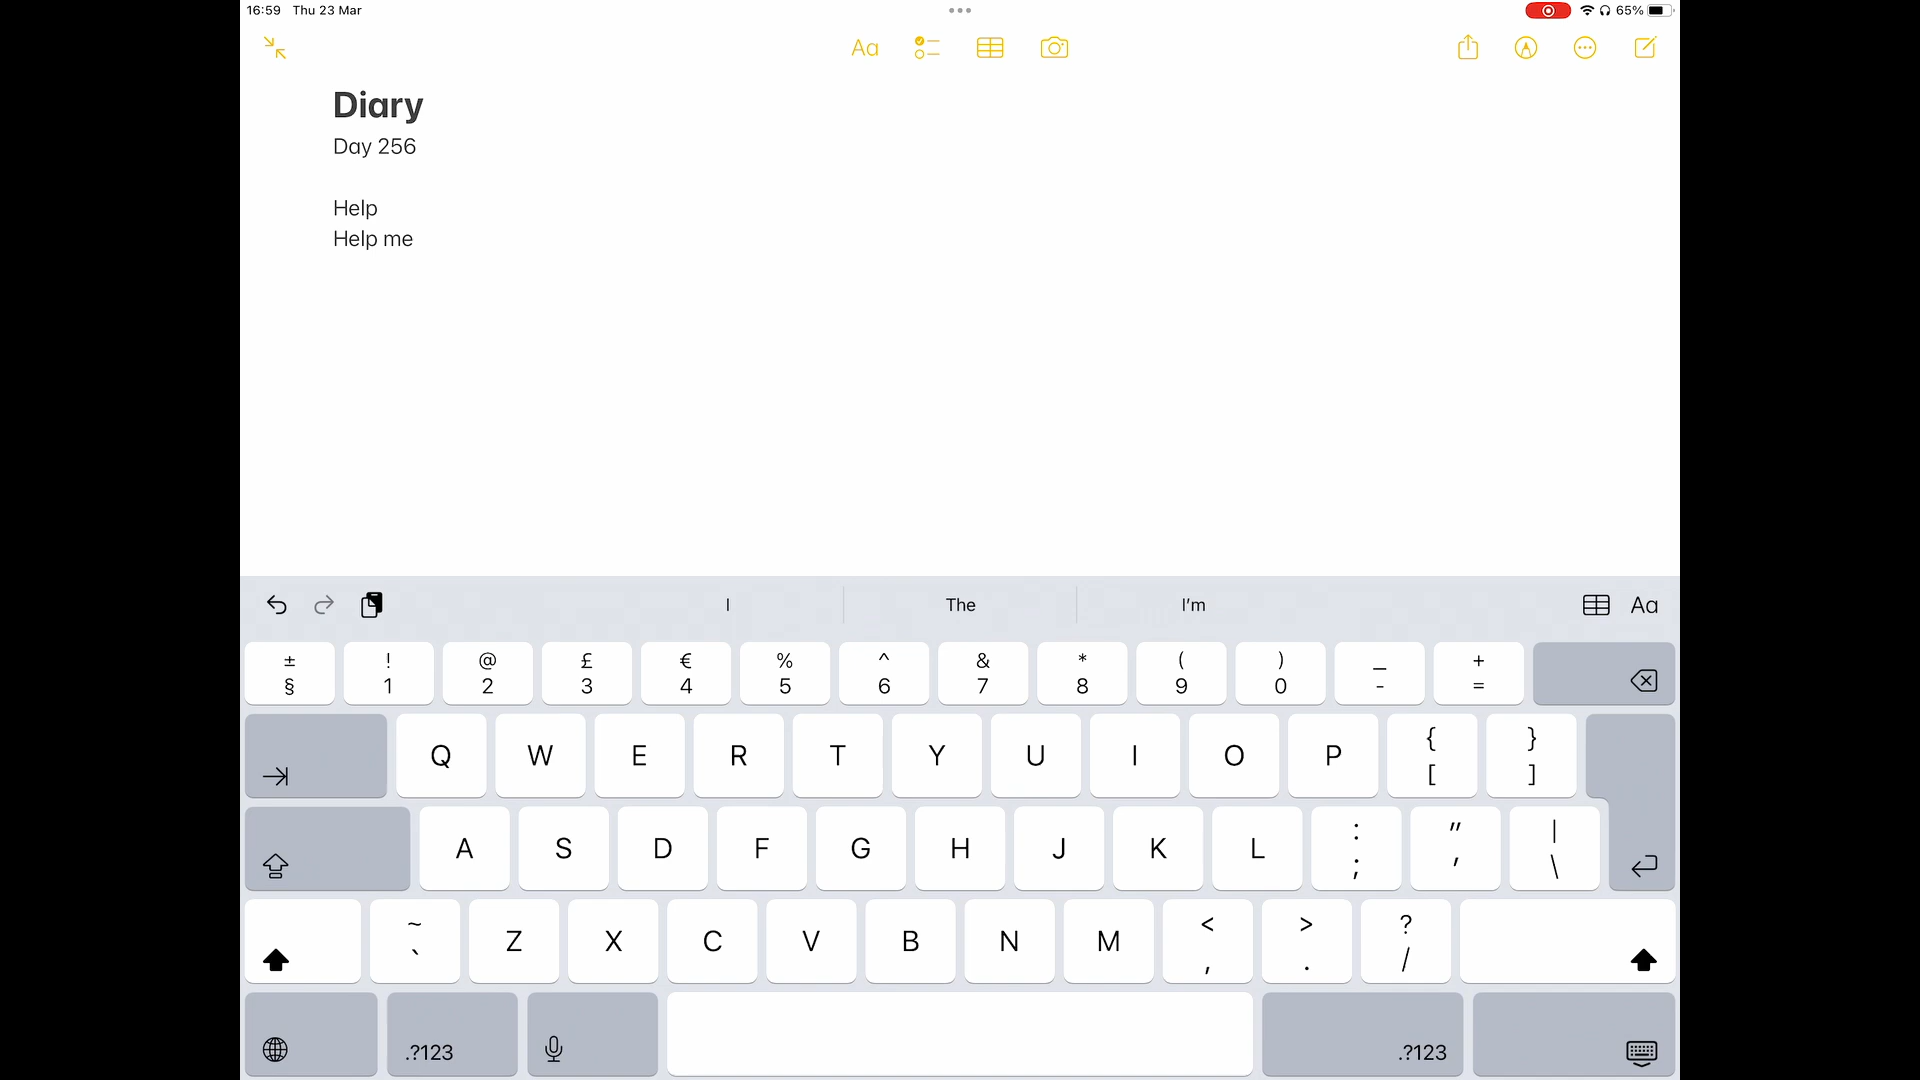 16:59 Thu 23 Mar
65%
Aa
Diary
Day 256
Help
Help me
I The I'm
Aa
± ! @ £ € % ^ & * ( ) _ +
§ 1 2 3 4 5 6 7 8 9 0 - =
Q W E R T Y U I O P { }
[ ]
A S D F G H J K L : " |
; ' \
~ Z X C V B N M < > ?
` , . /
.?123 .?123